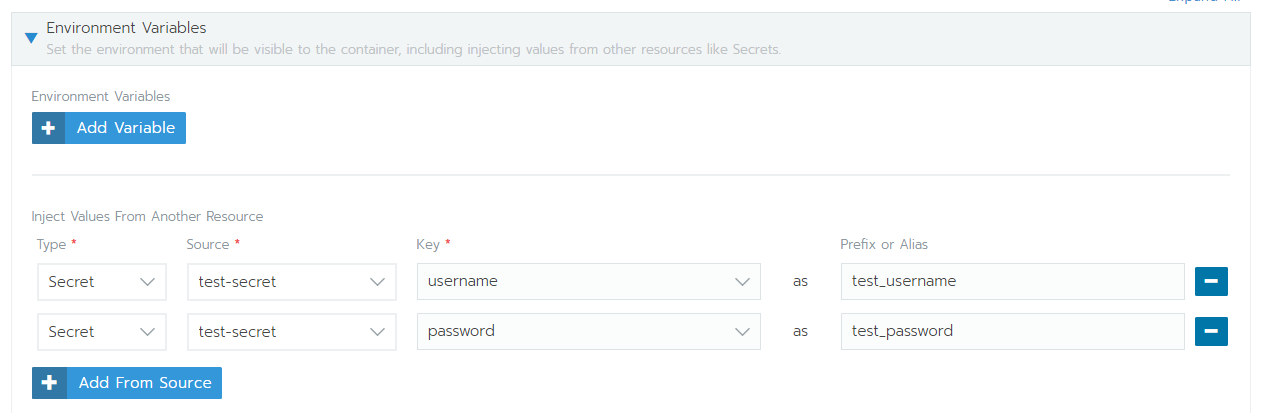 Expand All
Environment Variables
Set the environment that will be visible to the container, including injecting values from other resources like Secrets.
Environment Variables
Add Variable
Inject Values From Another Resource
Type * Source * Key * Prefix or Alias
Secret test-secret username as test_username
Secret test-secret password as test_password
Add From Source